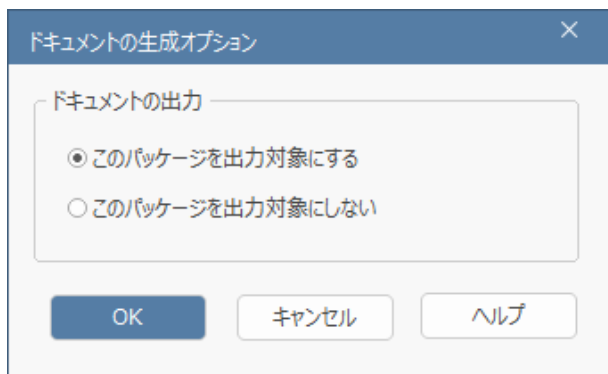 ドキュメントの生成オプション
ドキュメントの出力
このパッケージを出力対象にする
このパッケージを出力対象にしない
OK
キャンセル
ヘルプ